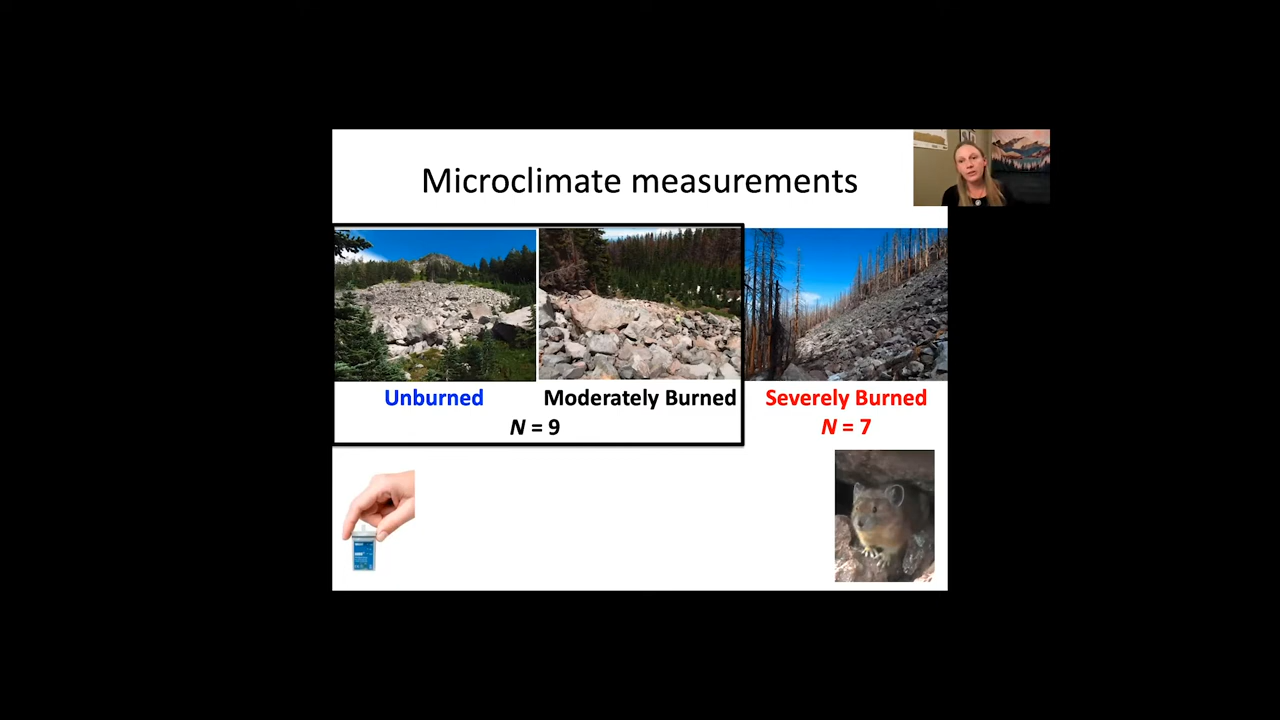 Microclimate measurements
Unburned
Moderately Burned
Severely Burned
N = 9
N = 7